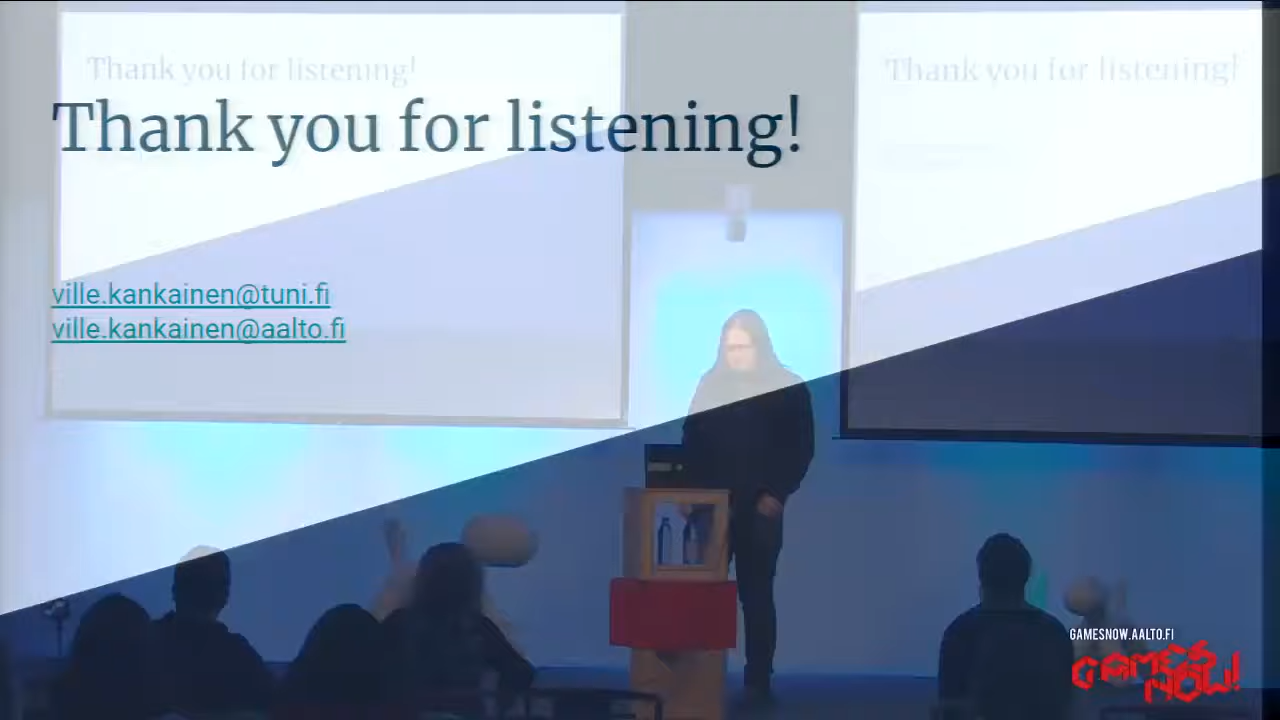 Thank you for listening!
Thank you for listening!
Thank you for listening!
ville.kankainen@tuni.fi
ville.kankainen@aalto.fi
GAMESNOW.AALTO.FI
GAMES
NOW!